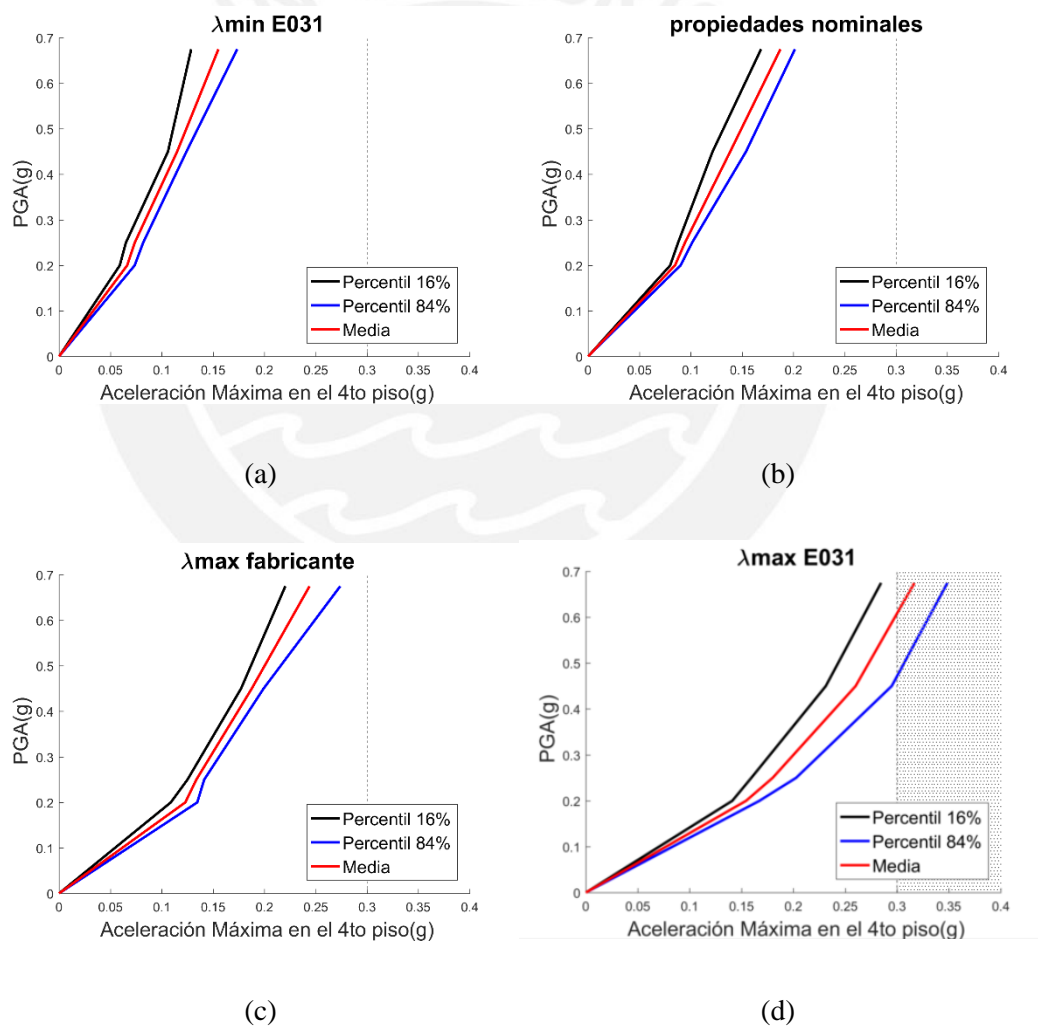 λmin E031
0.7
0.6
0.5
0.4
0.3
0.2
0.1
0
PGA(g)
Percentil 16%
Percentil 84%
Media
0 0.05 0.1 0.15 0.2 0.25 0.3 0.35 0.4
Aceleración Máxima en el 4to piso(g)
(a)
propiedades nominales
0.7
0.6
0.5
0.4
0.3
0.2
0.1
0
PGA(g)
Percentil 16%
Percentil 84%
Media
0 0.05 0.1 0.15 0.2 0.25 0.3 0.35 0.4
Aceleración Máxima en el 4to piso(g)
(b)
λmax fabricante
0.7
0.6
0.5
0.4
0.3
0.2
0.1
0
PGA(g)
Percentil 16%
Percentil 84%
Media
0 0.05 0.1 0.15 0.2 0.25 0.3 0.35 0.4
Aceleración Máxima en el 4to piso(g)
(c)
λmax E031
0.7
0.6
0.5
0.4
0.3
0.2
0.1
0
PGA(g)
Percentil 16%
Percentil 84%
Media
0 0.05 0.1 0.15 0.2 0.25 0.3 0.35 0.4
Aceleración Máxima en el 4to piso(g)
(d)